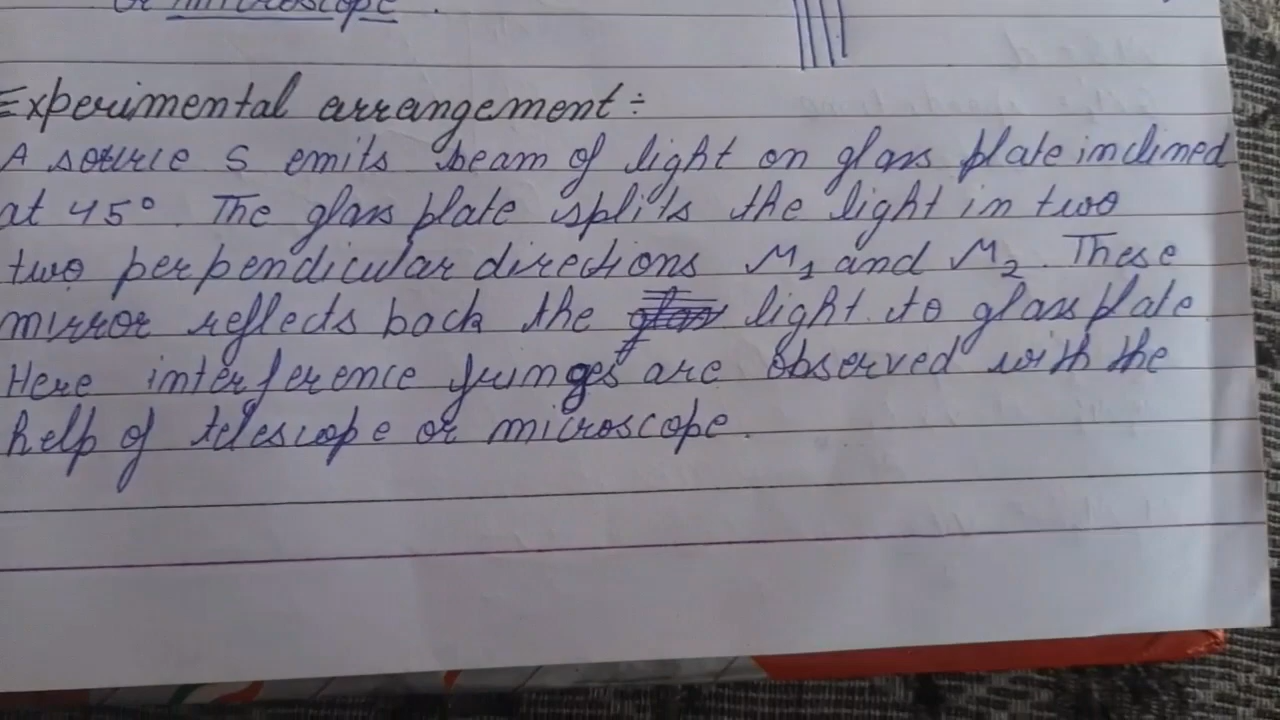 or microscope.
Experimental arrangement :-
A source S emits beam of light on glass plate inclined
at 45° The glass plate splits the light in two
two perpendicular directions M1 and M2. These
mirror reflects back the light to glass plate.
Here interference fringes are observed with the
help of telescope or microscope.